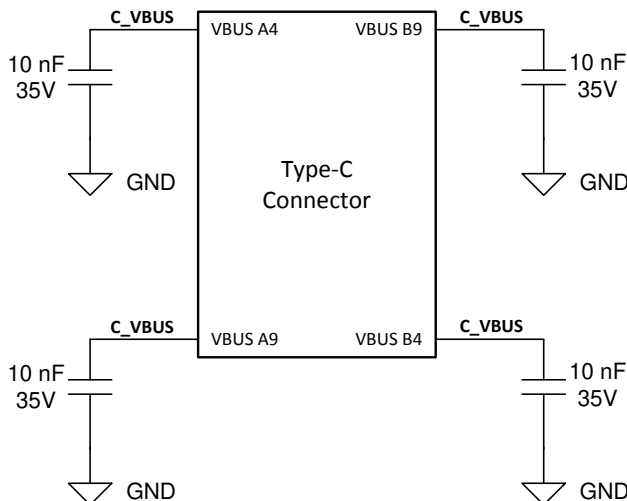 C_VBUS
C_VBUS
VBUS A4
VBUS B9
10 nF
35V
10 nF
35V
Type-C
Connector
GND
GND
C_VBUS
C_VBUS
VBUS A9
VBUS B4
10 nF
35V
10 nF
35V
GND
GND